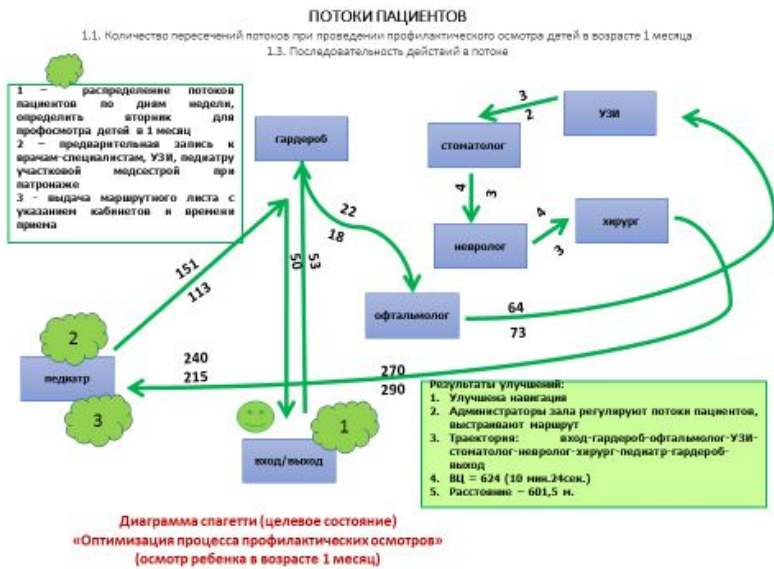 ПОТОКИ ПАЦИЕНТОВ
1.1. Количество пересечений потоков при проведении профилактического осмотра детей в возрасте 1 месяца
1.3. Последовательность действий в потоке
1 – распределение потоков
пациентов по дням недели,
определить вторник для
профосмотра детей в 1 месяц
2 – предварительная запись к
врачам-специалистам, УЗИ, педиатру
участковой медсестрой при
патронаже
3 - выдача маршрутного листа с
указанием кабинетов и времени
приема
гардероб
стоматолог
3
2
УЗИ
4
3
невролог
4
3
хирург
22
18
офтальмолог
64
73
151
113
50
53
2
педиатр
3
240
215
270
290
1
вход/выход
Результаты улучшений:
1. Улучшена навигация
2. Администраторы зала регулируют потоки пациентов,
выстраивают маршрут
3. Траектория: вход-гардероб-офтальмолог-УЗИ-
стоматолог-невролог-хирург-педиатр-гардероб-
выход
4. ВЦ = 624 (10 мин.24сек.)
5. Расстояние – 601,5 м.
Диаграмма спагетти (целевое состояние)
«Оптимизация процесса профилактических осмотров»
(осмотр ребенка в возрасте 1 месяц)